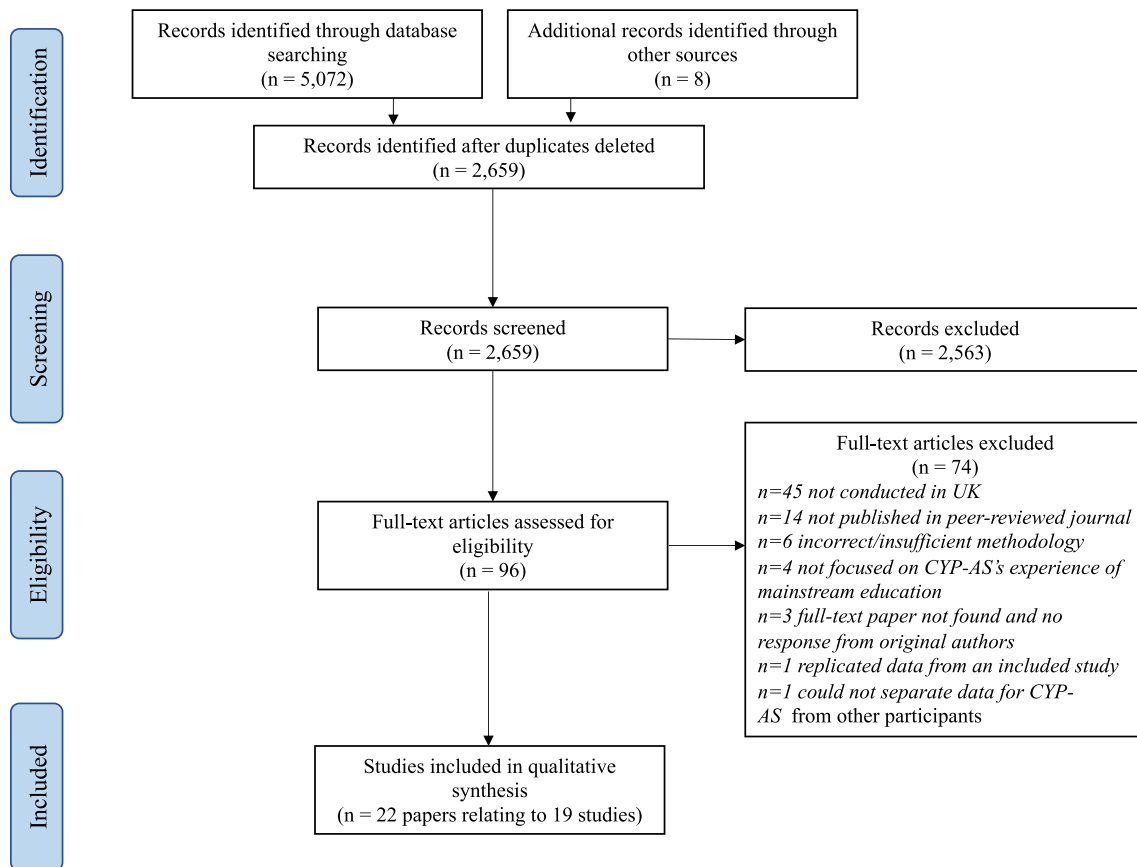 Identification
Records identified through database
searching
(n = 5,072)
Additional records identified through
other sources
(n = 8)
Records identified after duplicates deleted
(n = 2,659)
Screening
Records screened
(n = 2,659)
Records excluded
(n = 2,563)
Eligibility
Full-text articles assessed for
eligibility
(n = 96)
Full-text articles excluded
(n = 74)
n=45 not conducted in UK
n=14 not published in peer-reviewed journal
n=6 incorrect/insufficient methodology
n=4 not focused on CYP-AS's experience of
mainstream education
n=3 full-text paper not found and no
response from original authors
n=1 replicated data from an included study
n=1 could not separate data for CYP-
AS from other participants
Included
Studies included in qualitative
synthesis
(n = 22 papers relating to 19 studies)